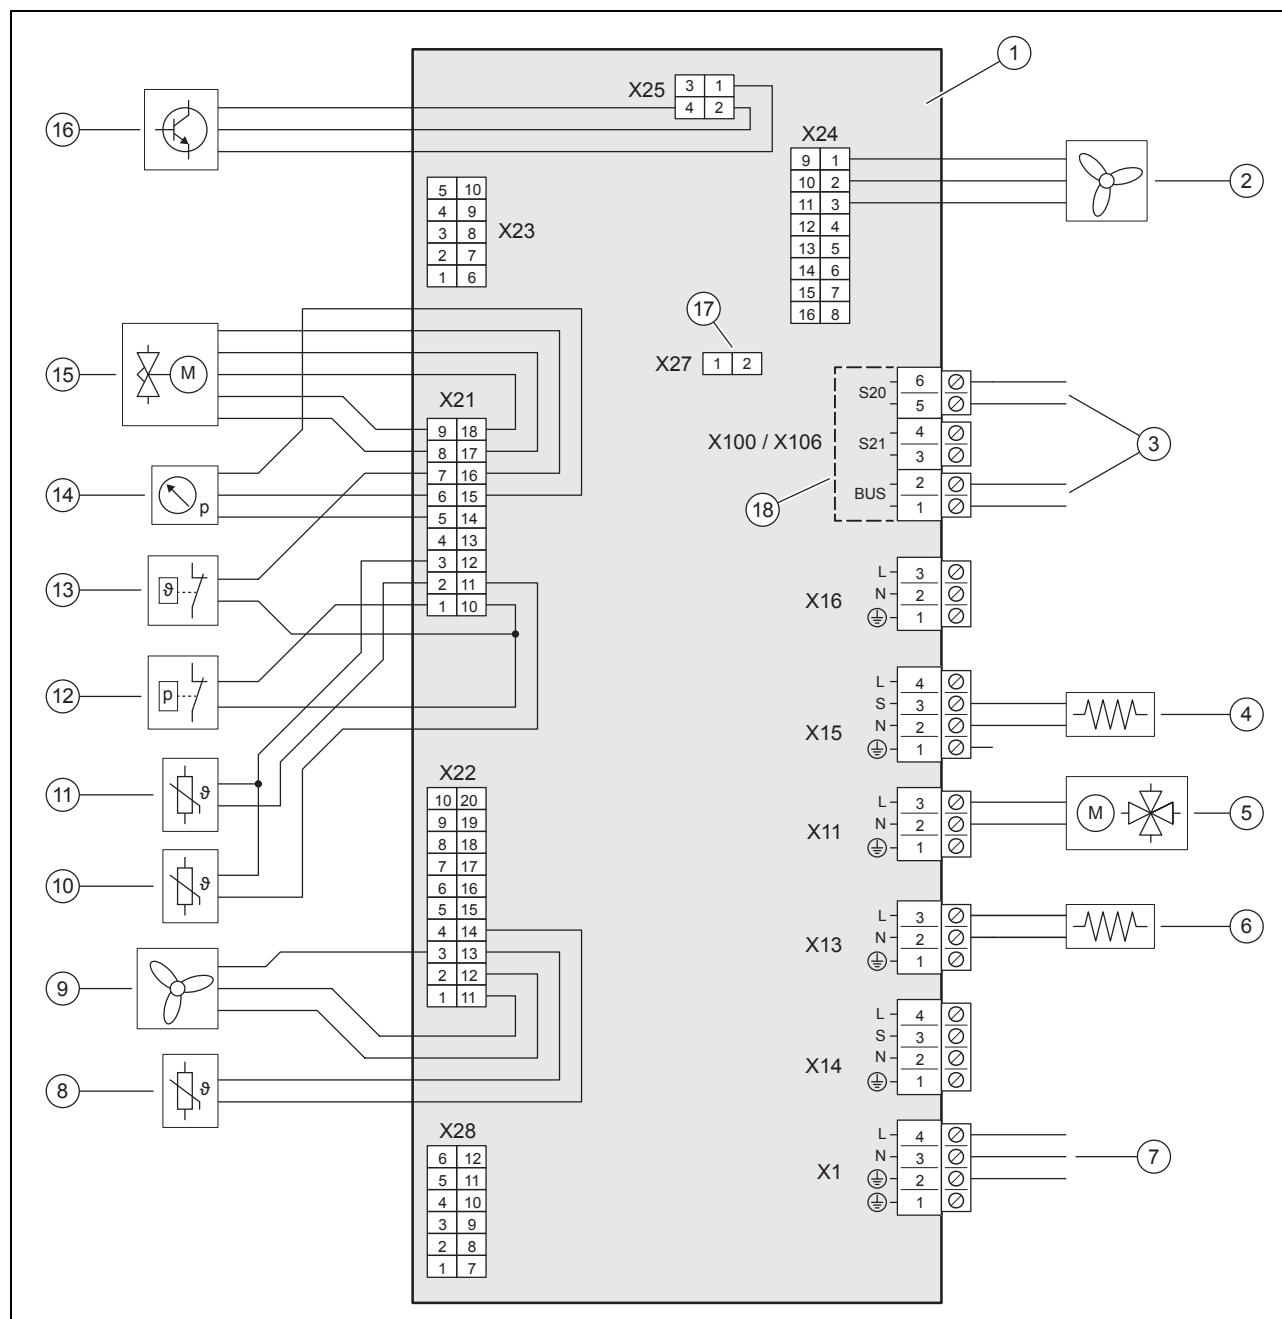 1
X25
3 1
4 2
16
X24
9 1
10 2
11 3
12 4
13 5
14 6
15 7
16 8
2
5 10
4 9
3 8
2 7
1 6
X23
17
X27
1 2
15
M
X21
9 18
8 17
7 16
6 15
5 14
4 13
3 12
2 11
1 10
S20
6
5
X100 / X106
S21
4
3
BUS
2
1
3
18
14
p
13
ϑ
X16
L 3
N 2
1
12
p
X15
L 4
S 3
N 2
1
4
11
ϑ
X22
10 20
9 19
8 18
7 17
6 16
5 15
4 14
3 13
2 12
1 11
X11
L 3
N 2
1
M
5
10
ϑ
X13
L 3
N 2
1
6
9
X14
L 4
S 3
N 2
1
8
ϑ
X28
6 12
5 11
4 10
3 9
2 8
1 7
X1
L 4
N 3
2
1
7